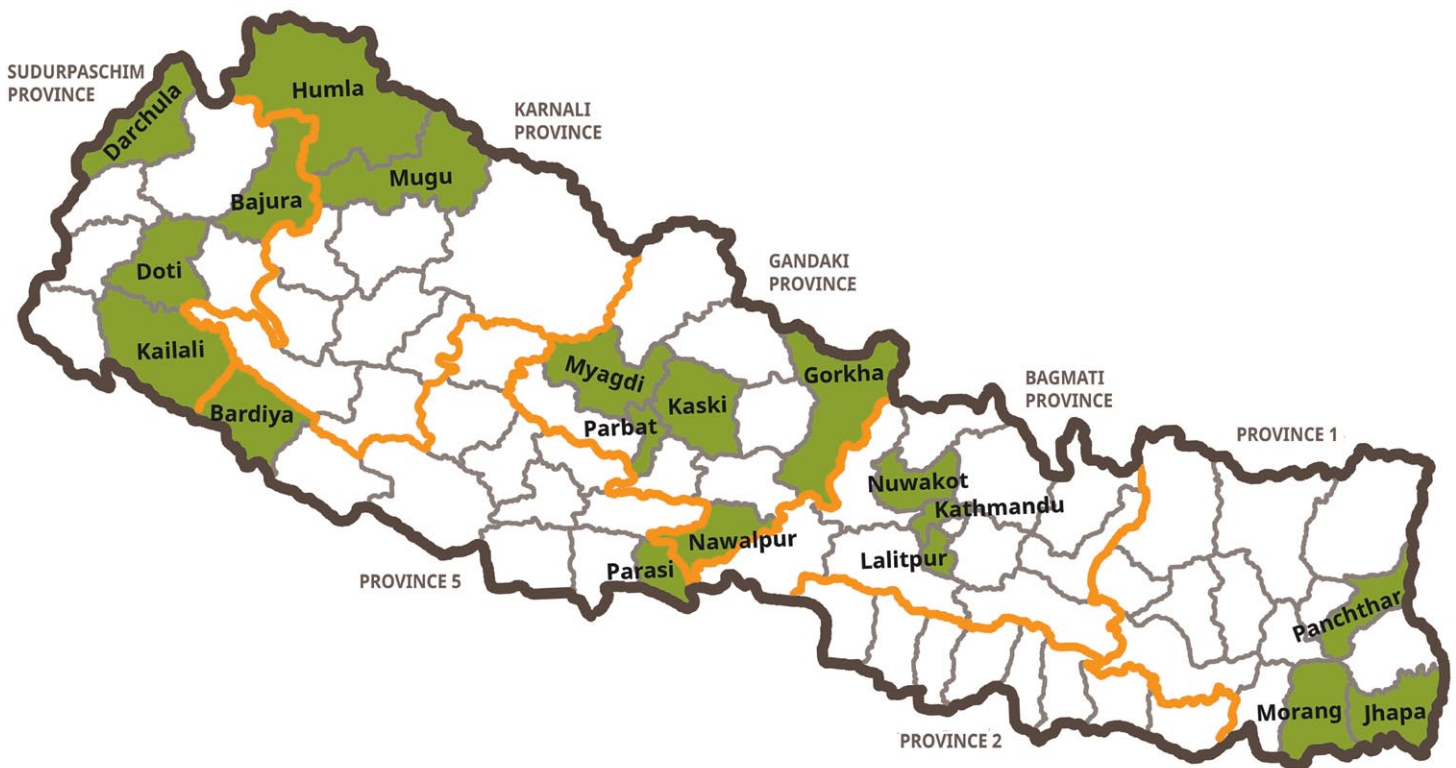 SUDURPASCHIM
PROVINCE
Darchula
Humla
KARNALI
PROVINCE
Bajura
Mugu
Doti
Kailali
Bardiya
GANDAKI
PROVINCE
Myagdi
Kaski
Parbat
Gorkha
BAGMATI
PROVINCE
PROVINCE 1
Nuwakot
Kathmandu
Lalitpur
Nawalpur
Parasi
PROVINCE 5
Panchthar
Morang
Jhapa
PROVINCE 2